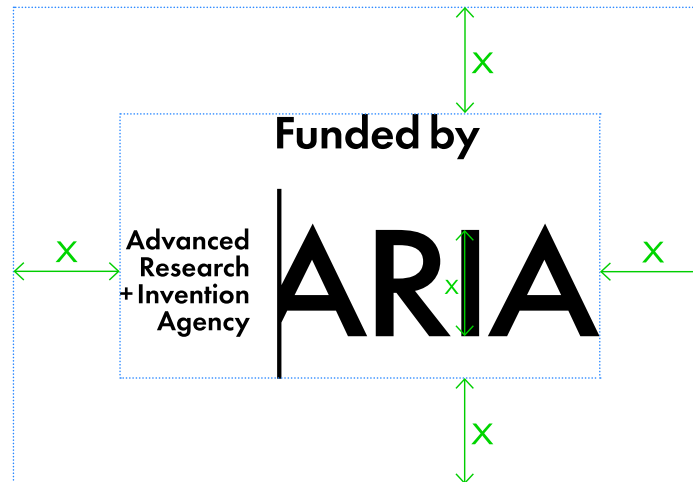 X
Funded by
X
Advanced
Research
+ Invention
Agency
ARIA
X
X
X